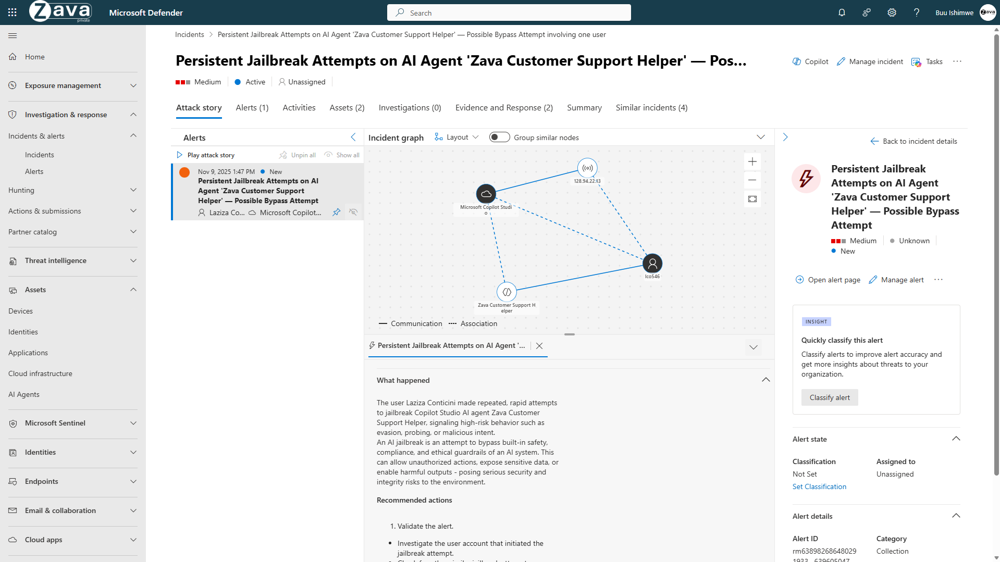 Zava
private
Microsoft Defender
Search
Buu Ishimwe
Zava
Home
Exposure management
Investigation & response
Incidents & alerts
Incidents
Alerts
Hunting
Actions & submissions
Partner catalog
Threat intelligence
Assets
Devices
Identities
Applications
Cloud infrastructure
AI Agents
Microsoft Sentinel
Identities
Endpoints
Email & collaboration
Cloud apps
Incidents > Persistent Jailbreak Attempts on AI Agent 'Zava Customer Support Helper' — Possible Bypass Attempt involving one user
Persistent Jailbreak Attempts on AI Agent 'Zava Customer Support Helper' — Pos...
Copilot
Manage incident
Tasks
Medium
Active
Unassigned
Attack story
Alerts (1)
Activities
Assets (2)
Investigations (0)
Evidence and Response (2)
Summary
Similar incidents (4)
Alerts
Play attack story
Unpin all
Show all
Nov 9, 2025 1:47 PM
New
Persistent Jailbreak Attempts on AI
Agent 'Zava Customer Support
Helper' — Possible Bypass Attempt
Laziza Co...
Microsoft Copilot...
Incident graph
Layout
Group similar nodes
128.94.22.13
Microsoft Copilot Studi
o
lco546
Zava Customer Support H
elper
Communication
Association
Persistent Jailbreak Attempts on AI Agent '...
What happened
The user Laziza Conticini made repeated, rapid attempts
to jailbreak Copilot Studio AI agent Zava Customer
Support Helper, signaling high-risk behavior such as
evasion, probing, or malicious intent.
An AI jailbreak is an attempt to bypass built-in safety,
compliance, and ethical guardrails of an AI system. This
can allow unauthorized actions, expose sensitive data, or
enable harmful outputs - posing serious security and
integrity risks to the environment.
Recommended actions
1. Validate the alert.
• Investigate the user account that initiated the
jailbreak attempt.
Back to incident details
Persistent Jailbreak
Attempts on AI Agent
'Zava Customer Support
Helper' — Possible Bypass
Attempt
Medium
Unknown
New
Open alert page
Manage alert
INSIGHT
Quickly classify this alert
Classify alerts to improve alert accuracy and
get more insights about threats to your
organization.
Classify alert
Alert state
Classification
Assigned to
Not Set
Unassigned
Set Classification
Alert details
Alert ID
Category
rm63898268648029
Collection
1933_-639605047